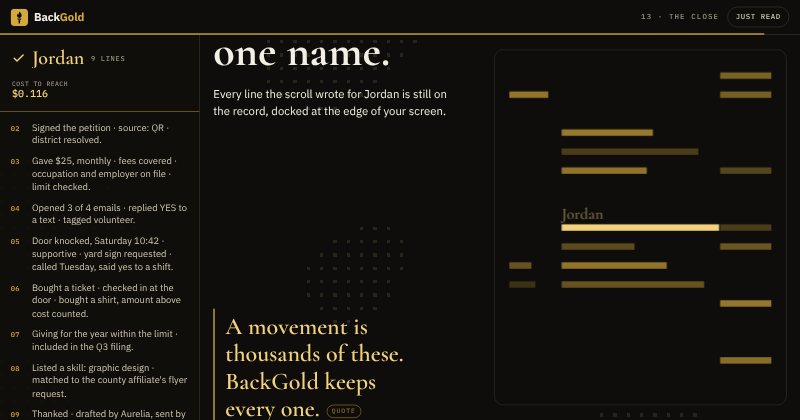 BackGold
13 · THE CLOSE
JUST READ
Jordan 9 LINES
COST TO REACH
$0.116
02 Signed the petition · source: QR ·
district resolved.
03 Gave $25, monthly · fees covered ·
occupation and employer on file ·
limit checked.
04 Opened 3 of 4 emails · replied YES to
a text · tagged volunteer.
05 Door knocked, Saturday 10:42 ·
supportive · yard sign requested ·
called Tuesday, said yes to a shift.
06 Bought a ticket · checked in at the
door · bought a shirt, amount above
cost counted.
07 Giving for the year within the limit ·
included in the Q3 filing.
08 Listed a skill: graphic design ·
matched to the county affiliate's flyer
request.
09 Thanked · drafted by Aurelia, sent by
one name.
Every line the scroll wrote for Jordan is still on
the record, docked at the edge of your screen.
A movement is
thousands of these.
BackGold keeps
every one. QUOTE
Jordan